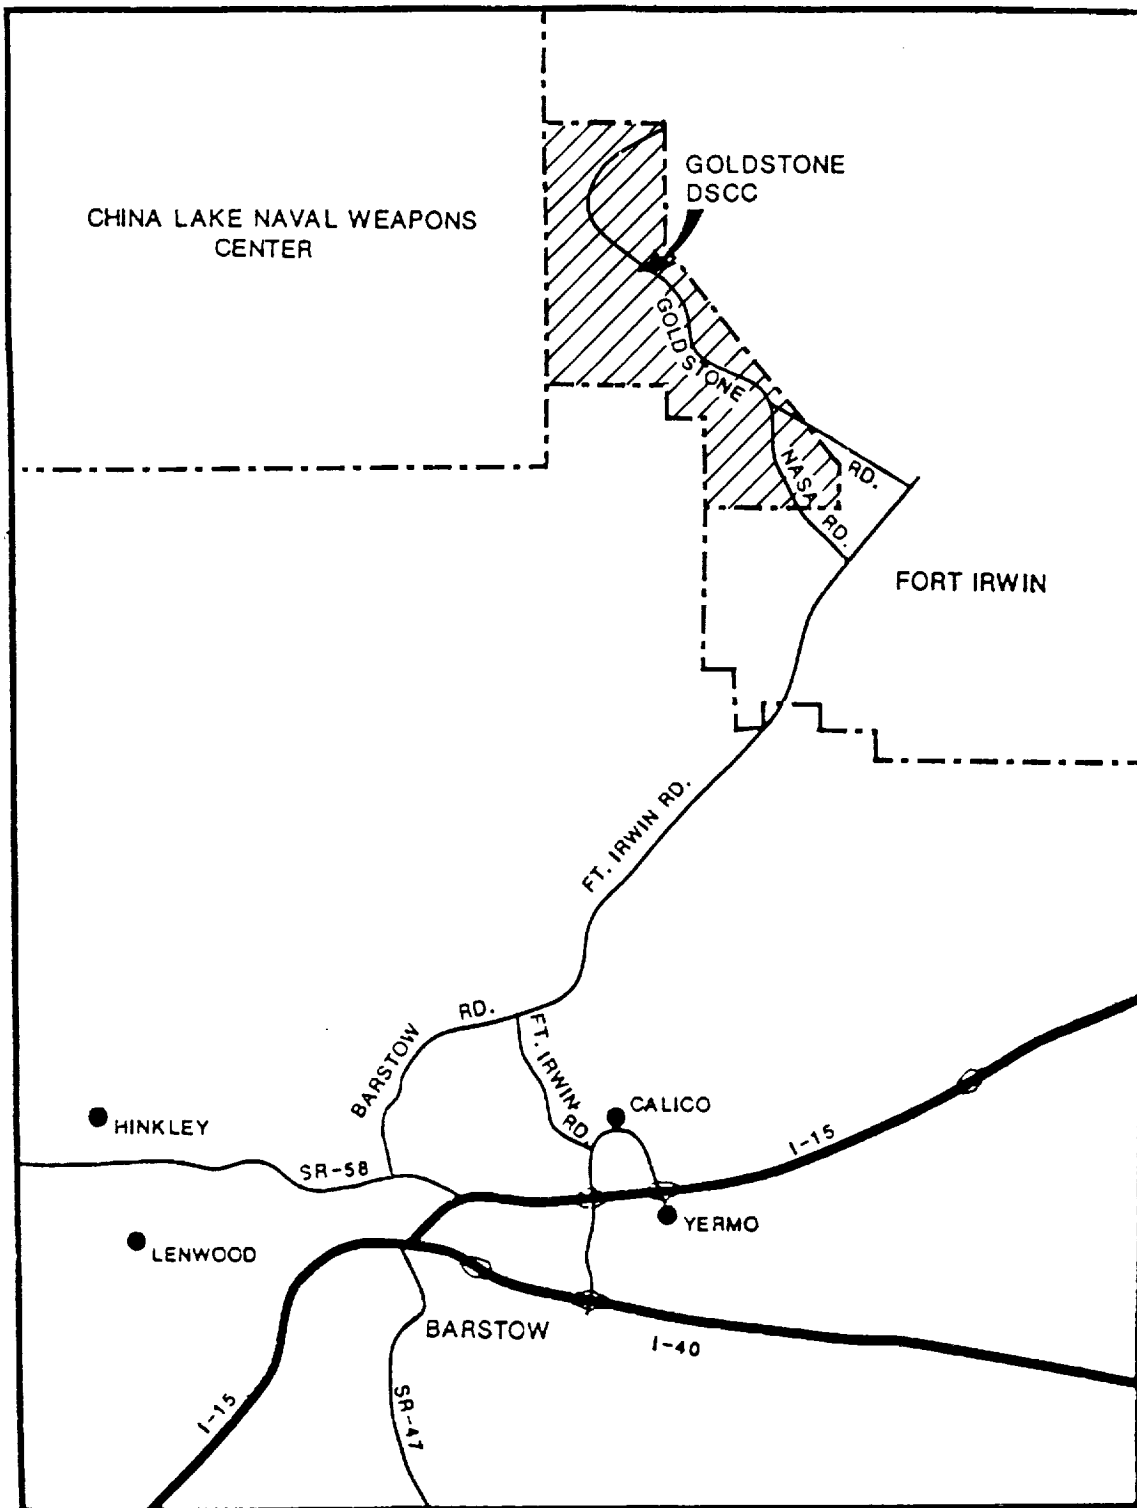 GOLDSTONE
DSCC
CHINA LAKE NAVAL WEAPONS
CENTER
GOLDSTONE
RD.
NASA RD.
FORT IRWIN
FT. IRWIN RD.
BARSTOW RD.
FT. IRWIN RD.
CALICO
HINKLEY
I-15
SR-58
YERMO
LENWOOD
BARSTOW
I-40
I-15
SR-47